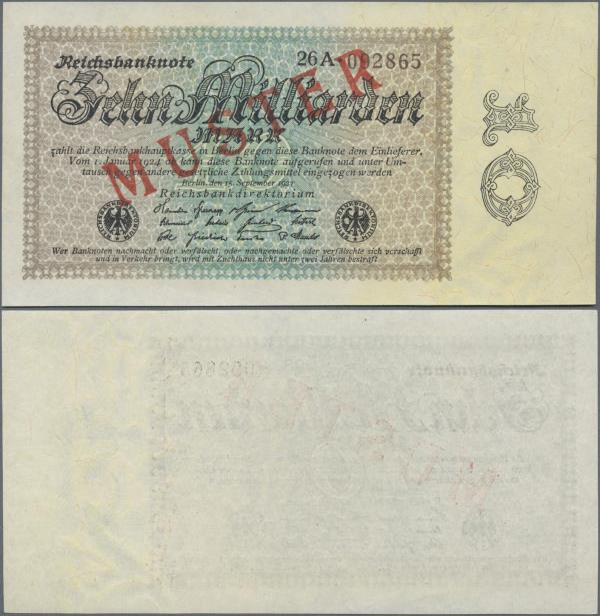 Reichsbanknote 26A·002865
Zehn Milliarden
MARK
zahlt die Reichsbankhauptkasse in Berlin gegen diese Banknote dem Einlieferer.
Vom 1. Januar 1924 ab kann diese Banknote aufgerufen und unter Um-
tausch gegen andere gesetzliche Zahlungsmittel eingezogen werden
Berlin, den 15. September 1923
Reichsbankdirektorium
Wer Banknoten nachmacht oder verfälscht, oder nachgemachte oder verfälschte sich verschafft
und in Verkehr bringt, wird mit Zuchthaus nicht unter zwei Jahren bestraft
MUSTER
10